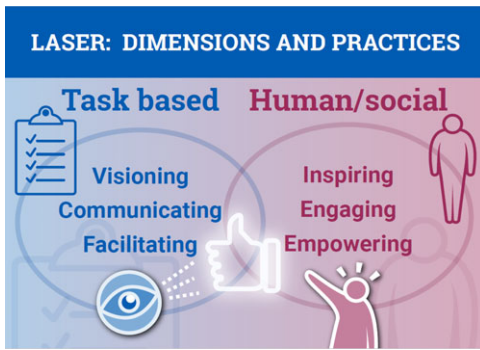 LASER: DIMENSIONS AND PRACTICES
Task based
Human/social
Visioning
Communicating
Facilitating
Inspiring
Engaging
Empowering